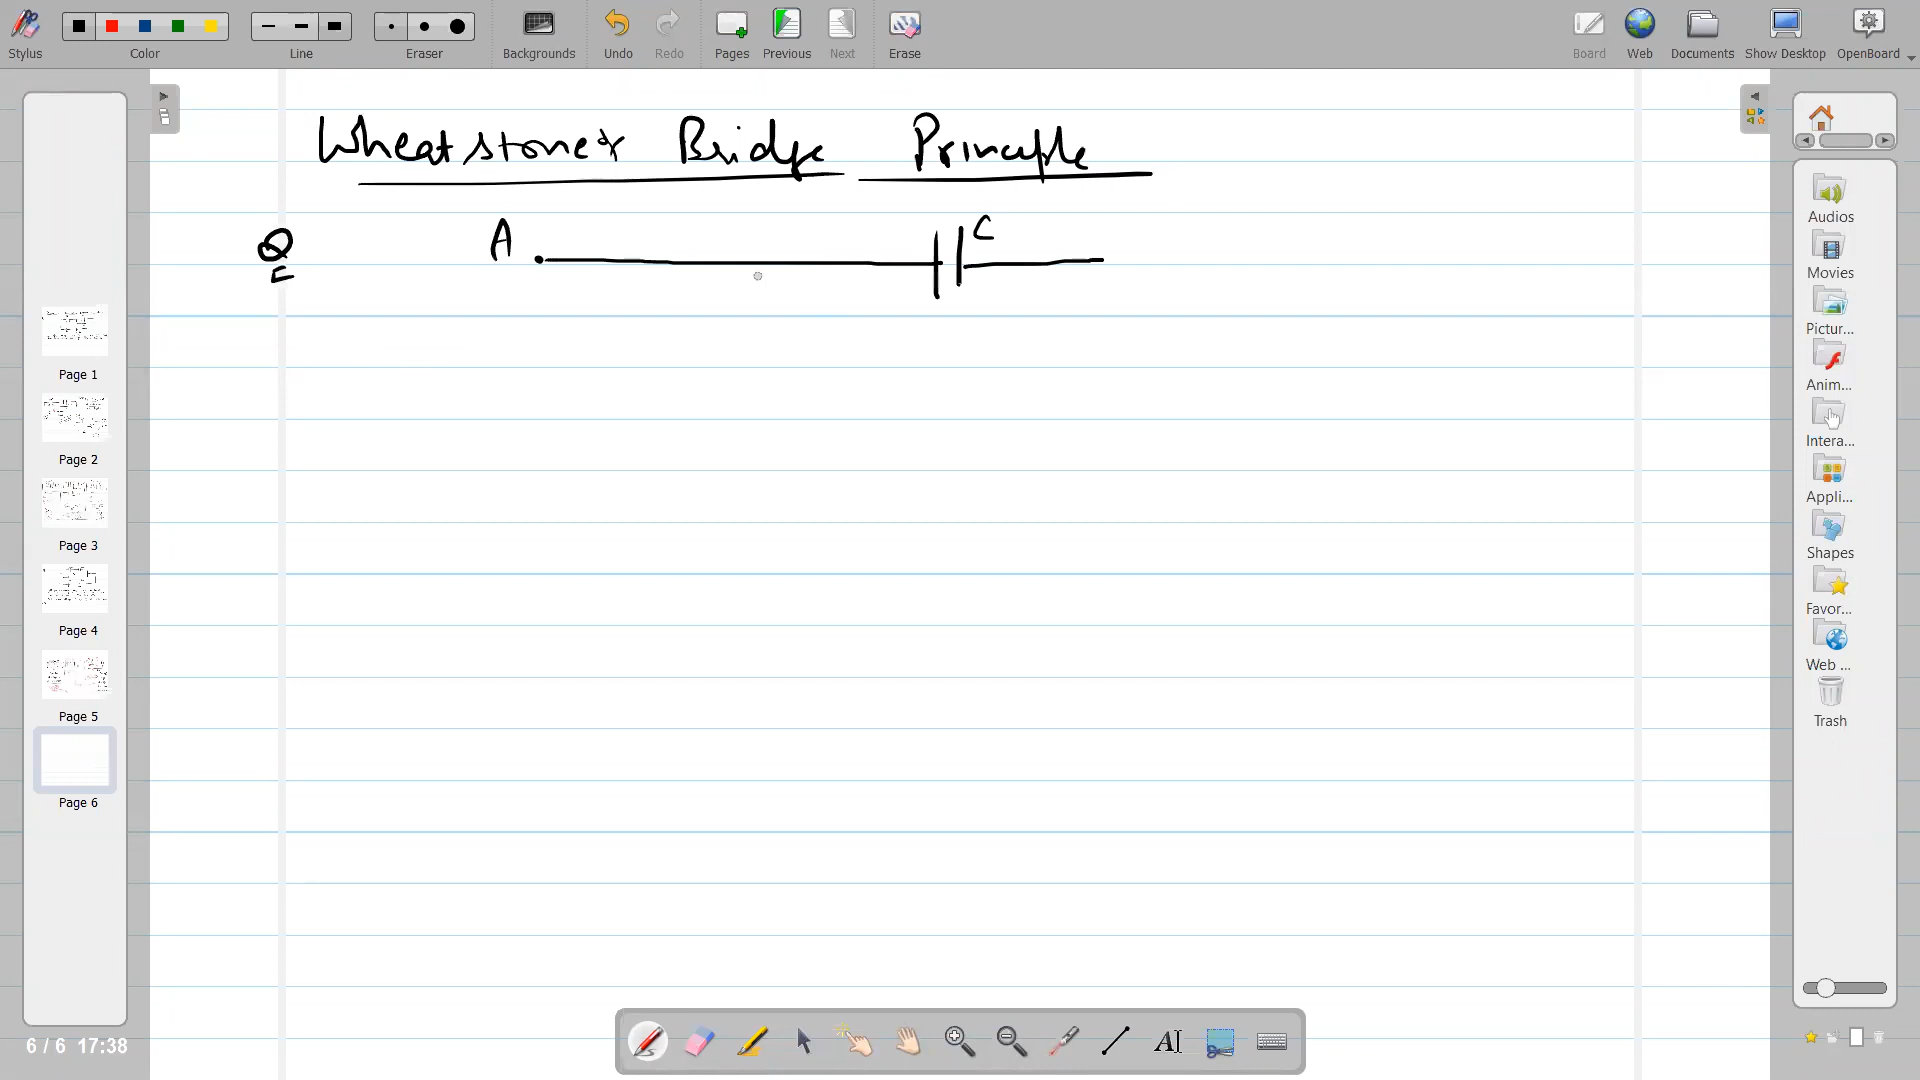 Stylus
Color
Line
Eraser
Backgrounds
Undo
Redo
Pages
Previous
Next
Erase
Board
Web
Documents
Show Desktop
OpenBoard
Wheatstone's Bridge Principle
Q
A
C
Page 1
Page 2
Page 3
Page 4
Page 5
Page 6
6 / 6 17:38
Audios
Movies
Pictur...
Anim...
Intera...
Appli...
Shapes
Favor...
Web ...
Trash
AI